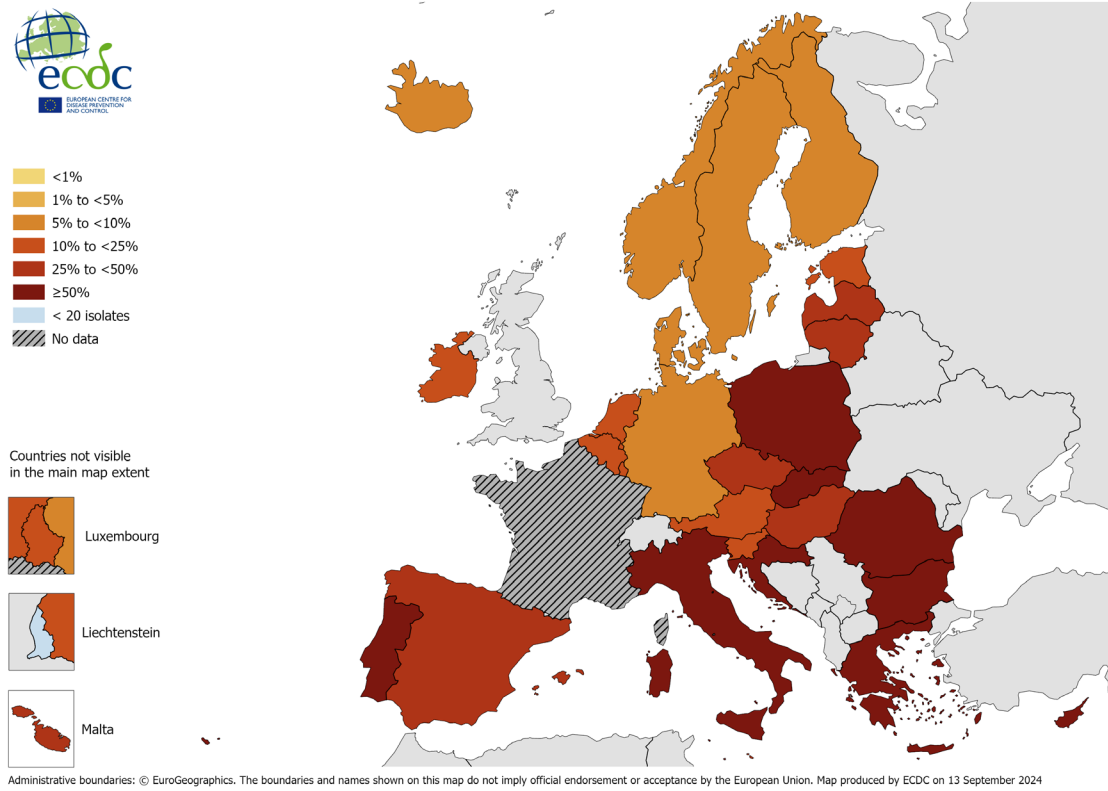 ecdc
EUROPEAN CENTRE FOR
DISEASE PREVENTION
AND CONTROL
<1%
1% to <5%
5% to <10%
10% to <25%
25% to <50%
≥50%
< 20 isolates
No data
Countries not visible
in the main map extent
Luxembourg
Liechtenstein
Malta
Administrative boundaries: © EuroGeographics. The boundaries and names shown on this map do not imply official endorsement or acceptance by the European Union. Map produced by ECDC on 13 September 2024